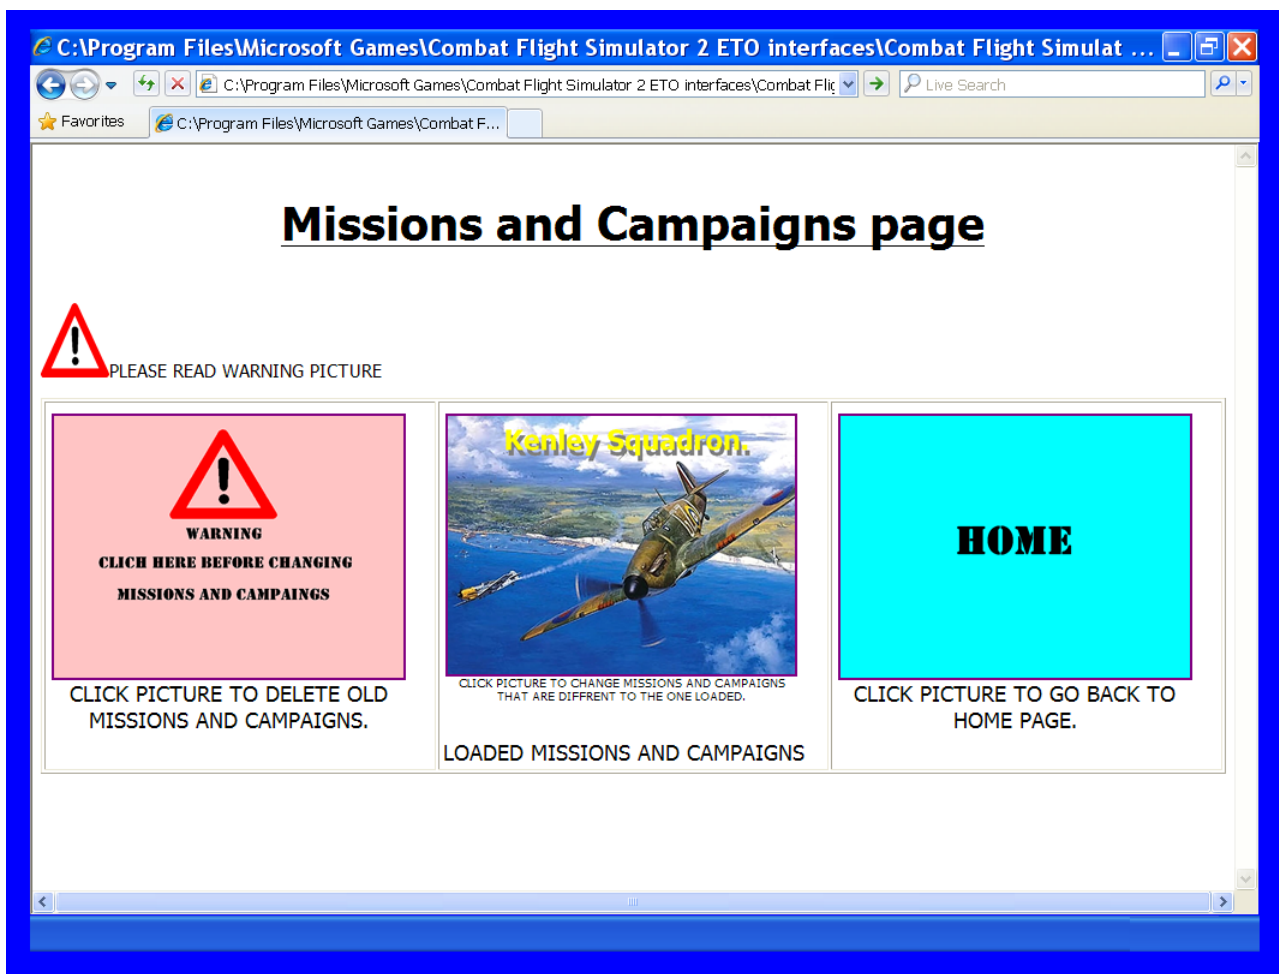 C:\Program Files\Microsoft Games\Combat Flight Simulator 2 ETO interfaces\Combat Flight Simulat ...
C:\Program Files\Microsoft Games\Combat Flight Simulator 2 ETO interfaces\Combat Flig
Live Search
Favorites
C:\Program Files\Microsoft Games\Combat F...
Missions and Campaigns page
PLEASE READ WARNING PICTURE
WARNING
CLICH HERE BEFORE CHANGING
MISSIONS AND CAMPAINGS
CLICK PICTURE TO DELETE OLD
MISSIONS AND CAMPAIGNS.
Kenley Squadron.
CLICK PICTURE TO CHANGE MISSIONS AND CAMPAIGNS
THAT ARE DIFFRENT TO THE ONE LOADED.
LOADED MISSIONS AND CAMPAIGNS
HOME
CLICK PICTURE TO GO BACK TO
HOME PAGE.